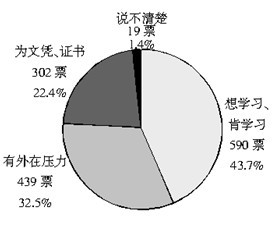 说不清楚
19 票
1.4%
为文凭、证书
302 票
22.4%
想学习、
肯学习
590 票
43.7%
有外在压力
439 票
32.5%